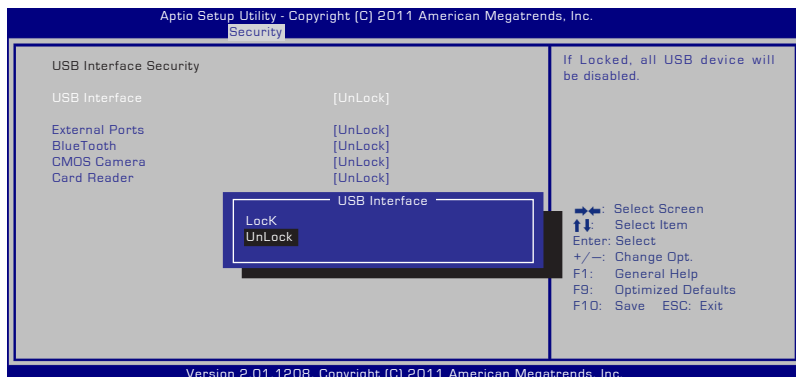 Aptio Setup Utility - Copyright (C) 2011 American Megatrends, Inc.
Security
USB Interface Security
USB Interface [UnLock]
External Ports [UnLock]
BlueTooth [UnLock]
CMOS Camera [UnLock]
Card Reader [UnLock]
USB Interface
LocK
UnLock
If Locked, all USB device will
be disabled.
→←: Select Screen
↑↓: Select Item
Enter: Select
+/—: Change Opt.
F1: General Help
F9: Optimized Defaults
F10: Save ESC: Exit
Version 2.01.1208. Copyright (C) 2011 American Megatrends, Inc.